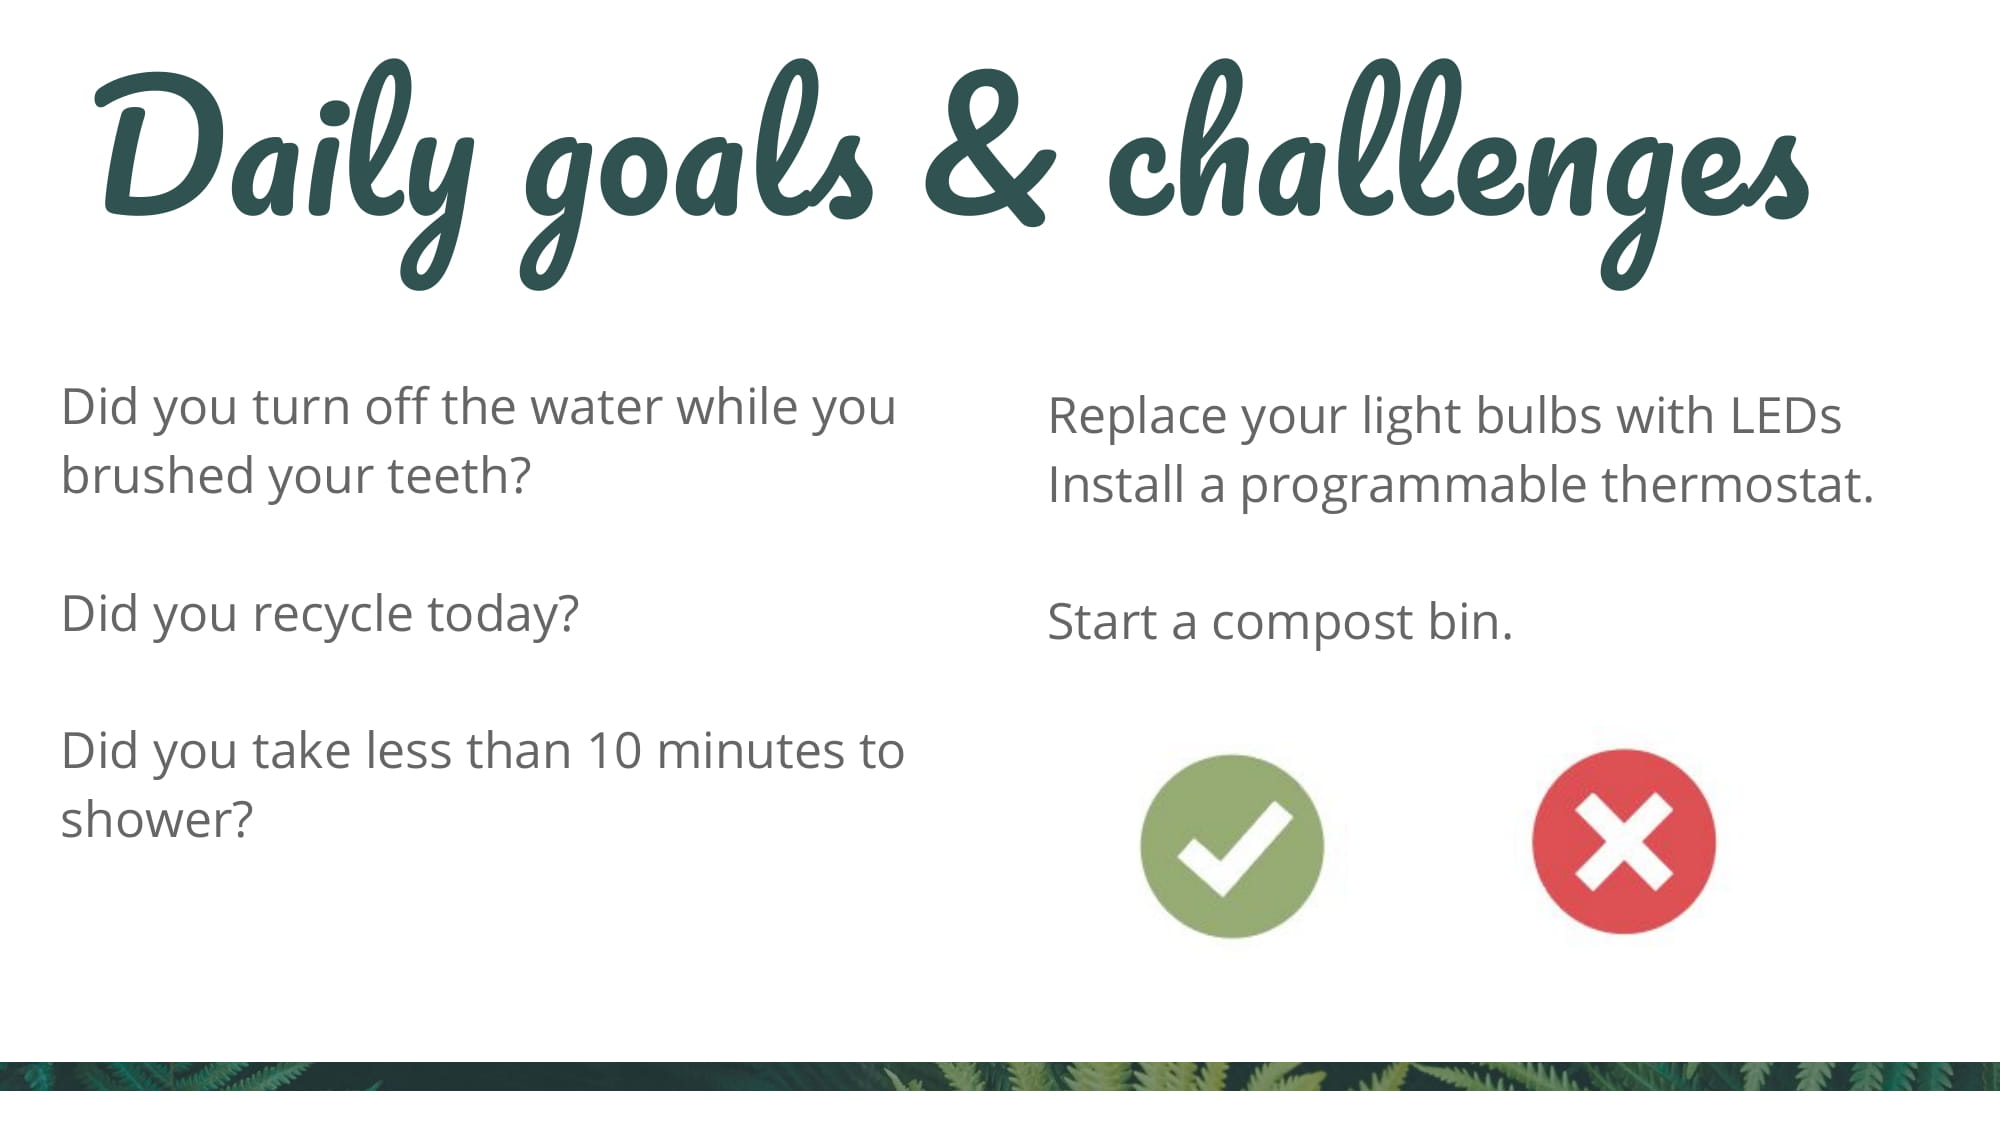 Daily goals & challenges
Did you turn off the water while you
brushed your teeth?
Did you recycle today?
Did you take less than 10 minutes to
shower?
Replace your light bulbs with LEDs
Install a programmable thermostat.
Start a compost bin.